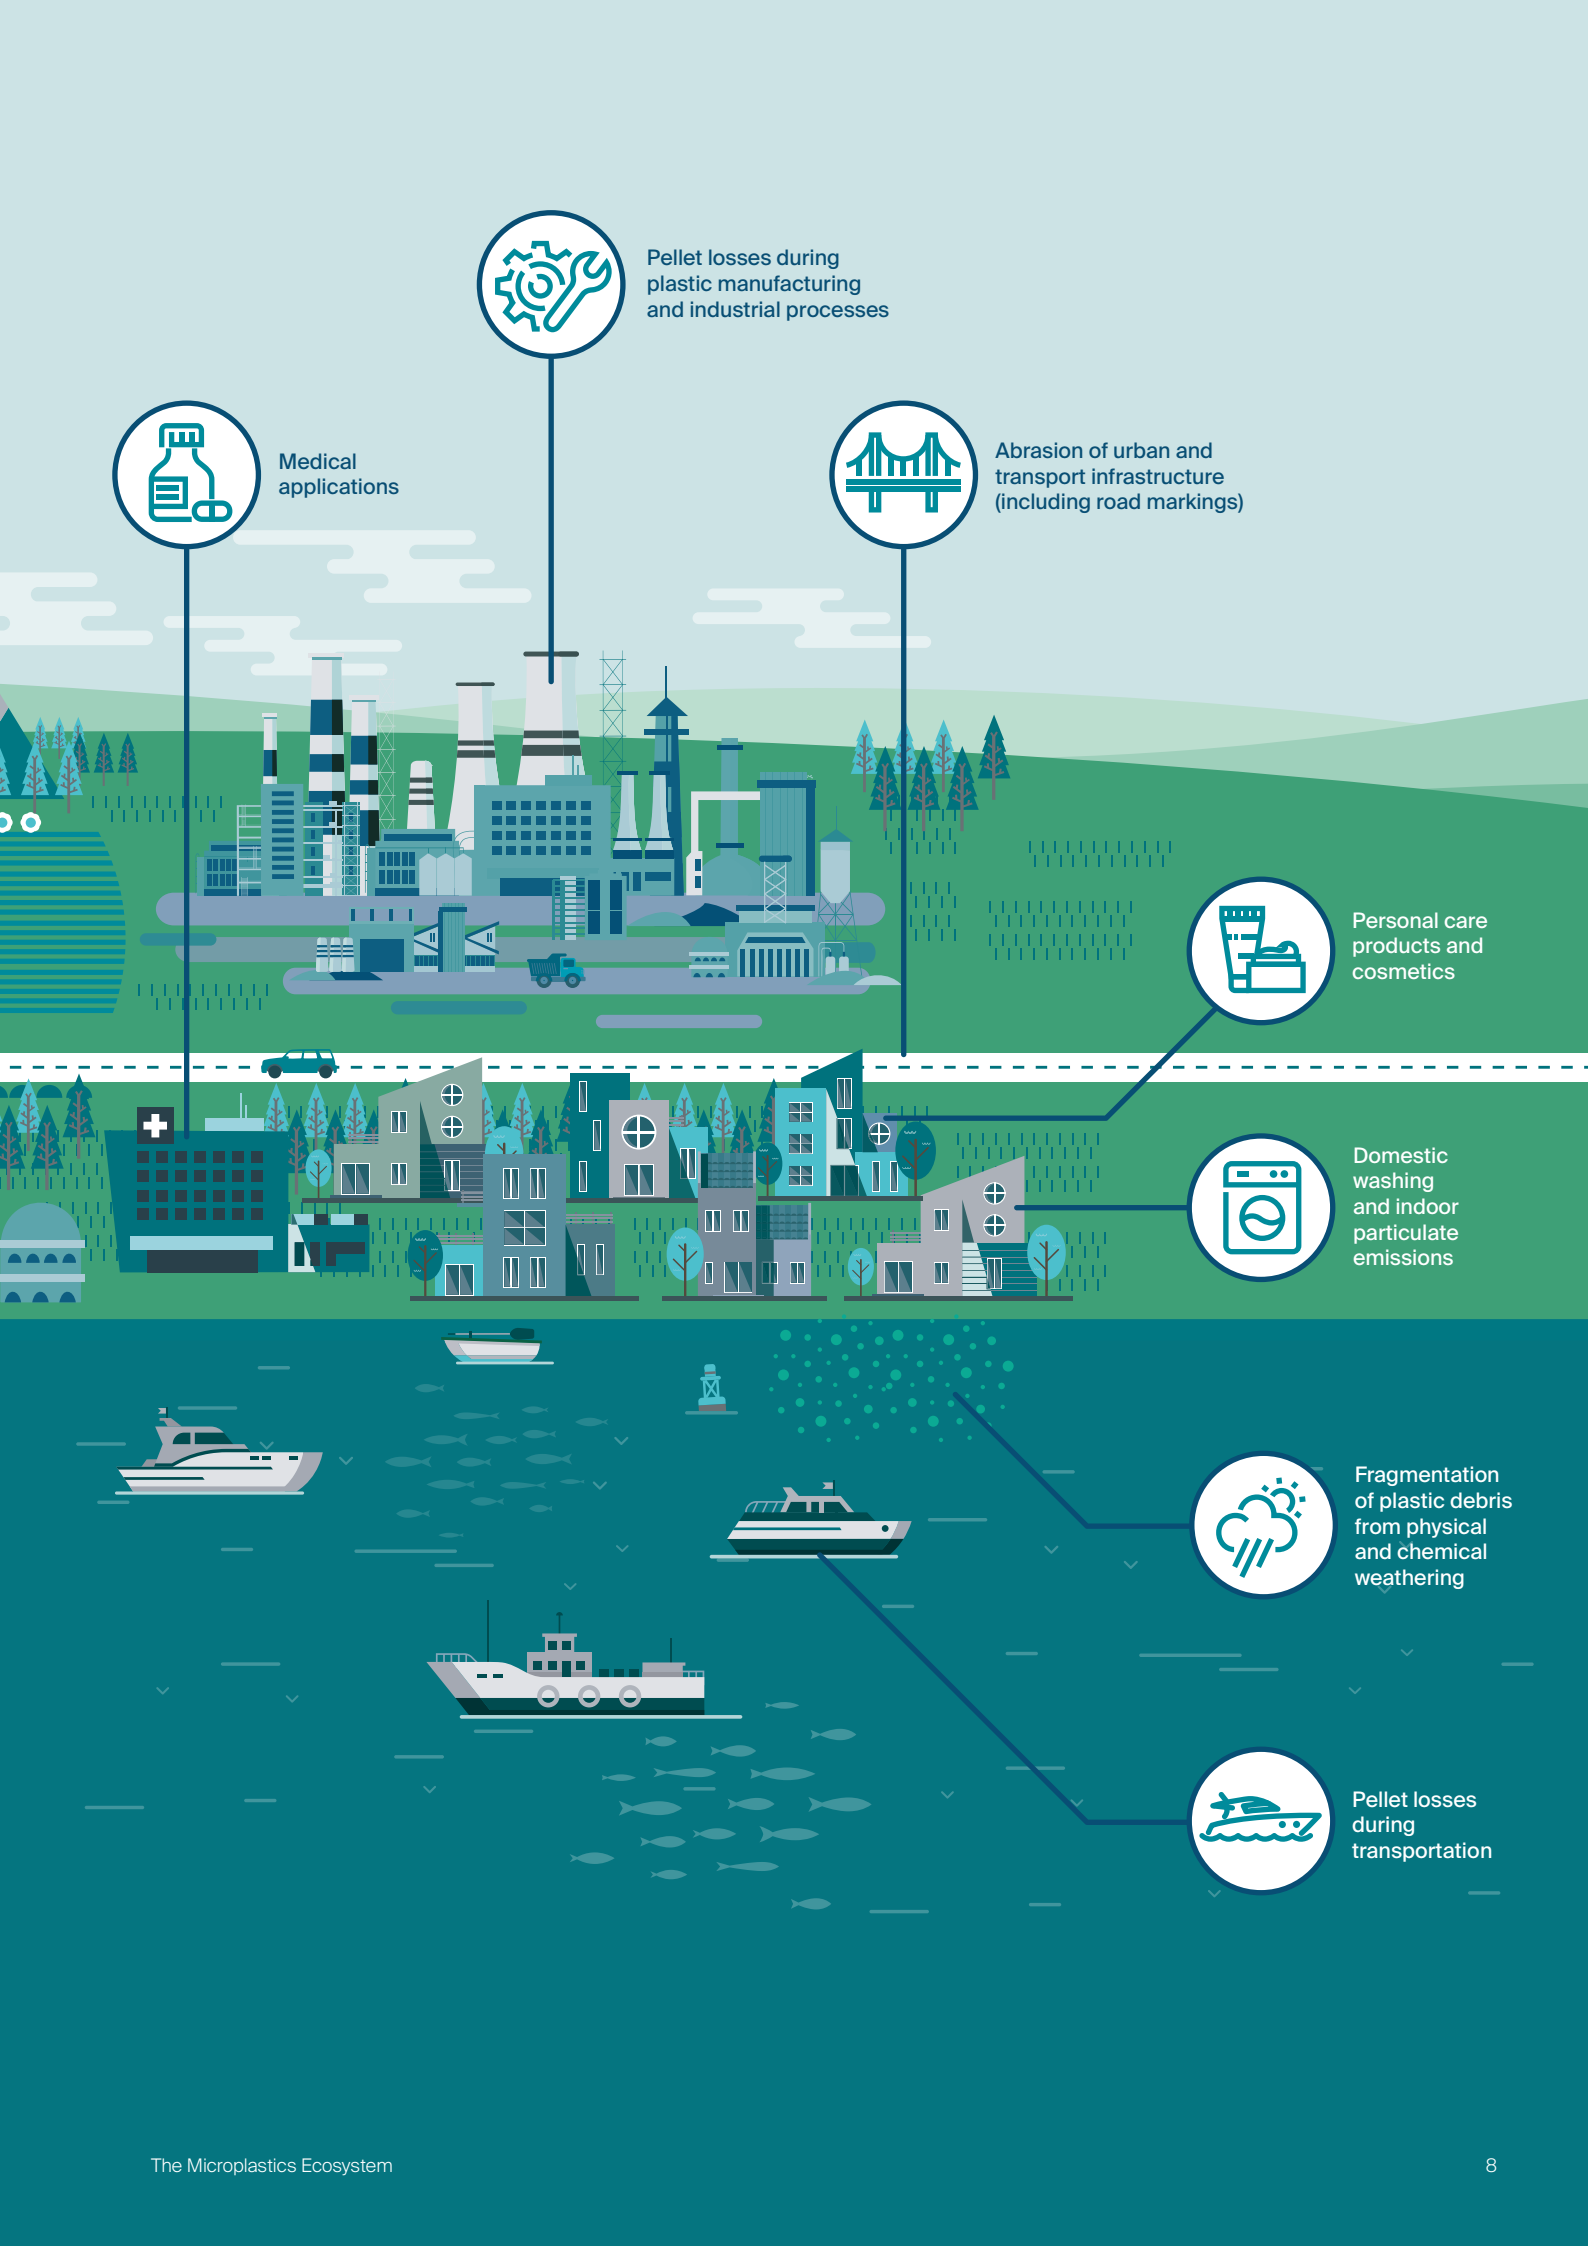 Pellet losses during
plastic manufacturing
and industrial processes
Medical
applications
Abrasion of urban and
transport infrastructure
(including road markings)
Personal care
products and
cosmetics
Domestic
washing
and indoor
particulate
emissions
Fragmentation
of plastic debris
from physical
and chemical
weathering
Pellet losses
during
transportation
The Microplastics Ecosystem
8